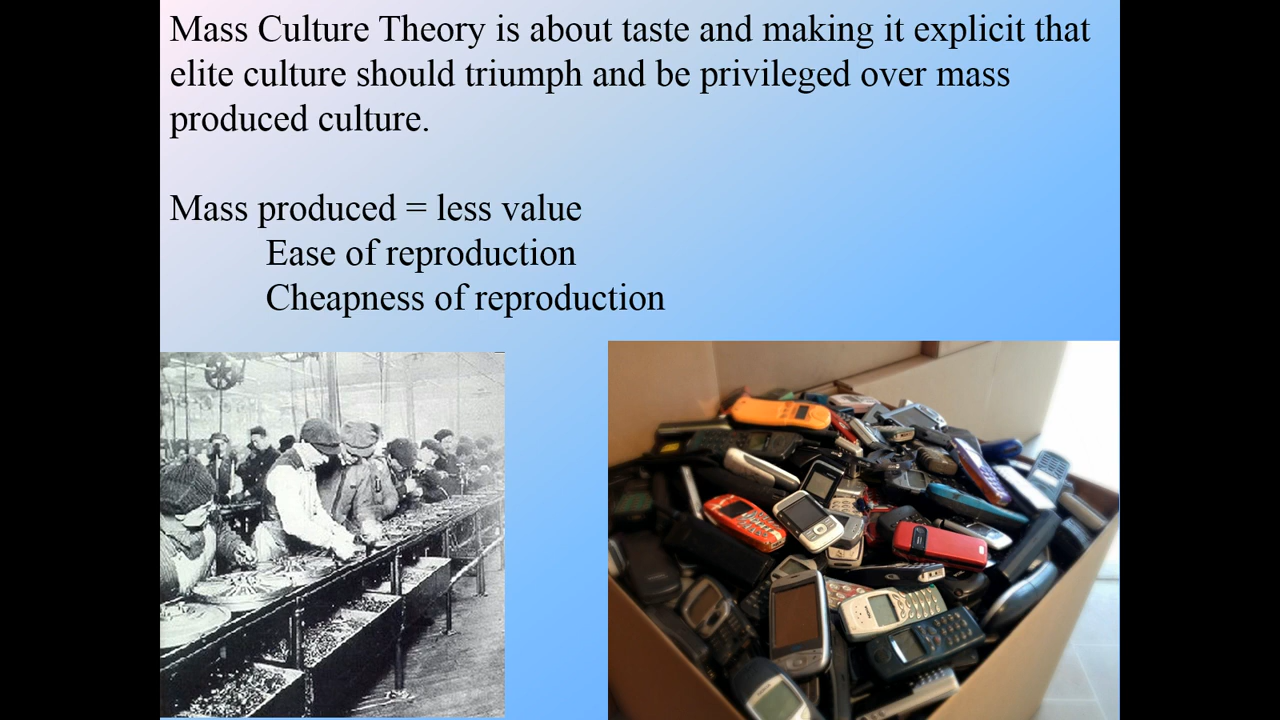 Mass Culture Theory is about taste and making it explicit that
elite culture should triumph and be privileged over mass
produced culture.
Mass produced = less value
Ease of reproduction
Cheapness of reproduction